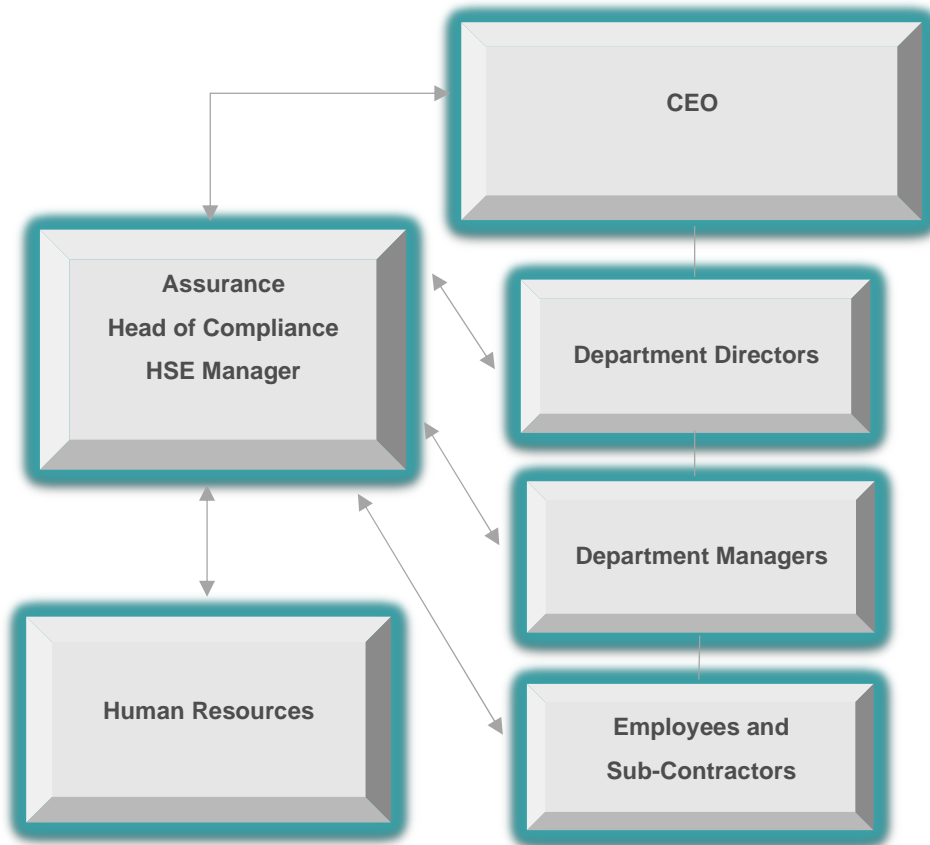 CEO
Assurance
Head of Compliance
HSE Manager
Department Directors
Department Managers
Human Resources
Employees and
Sub-Contractors